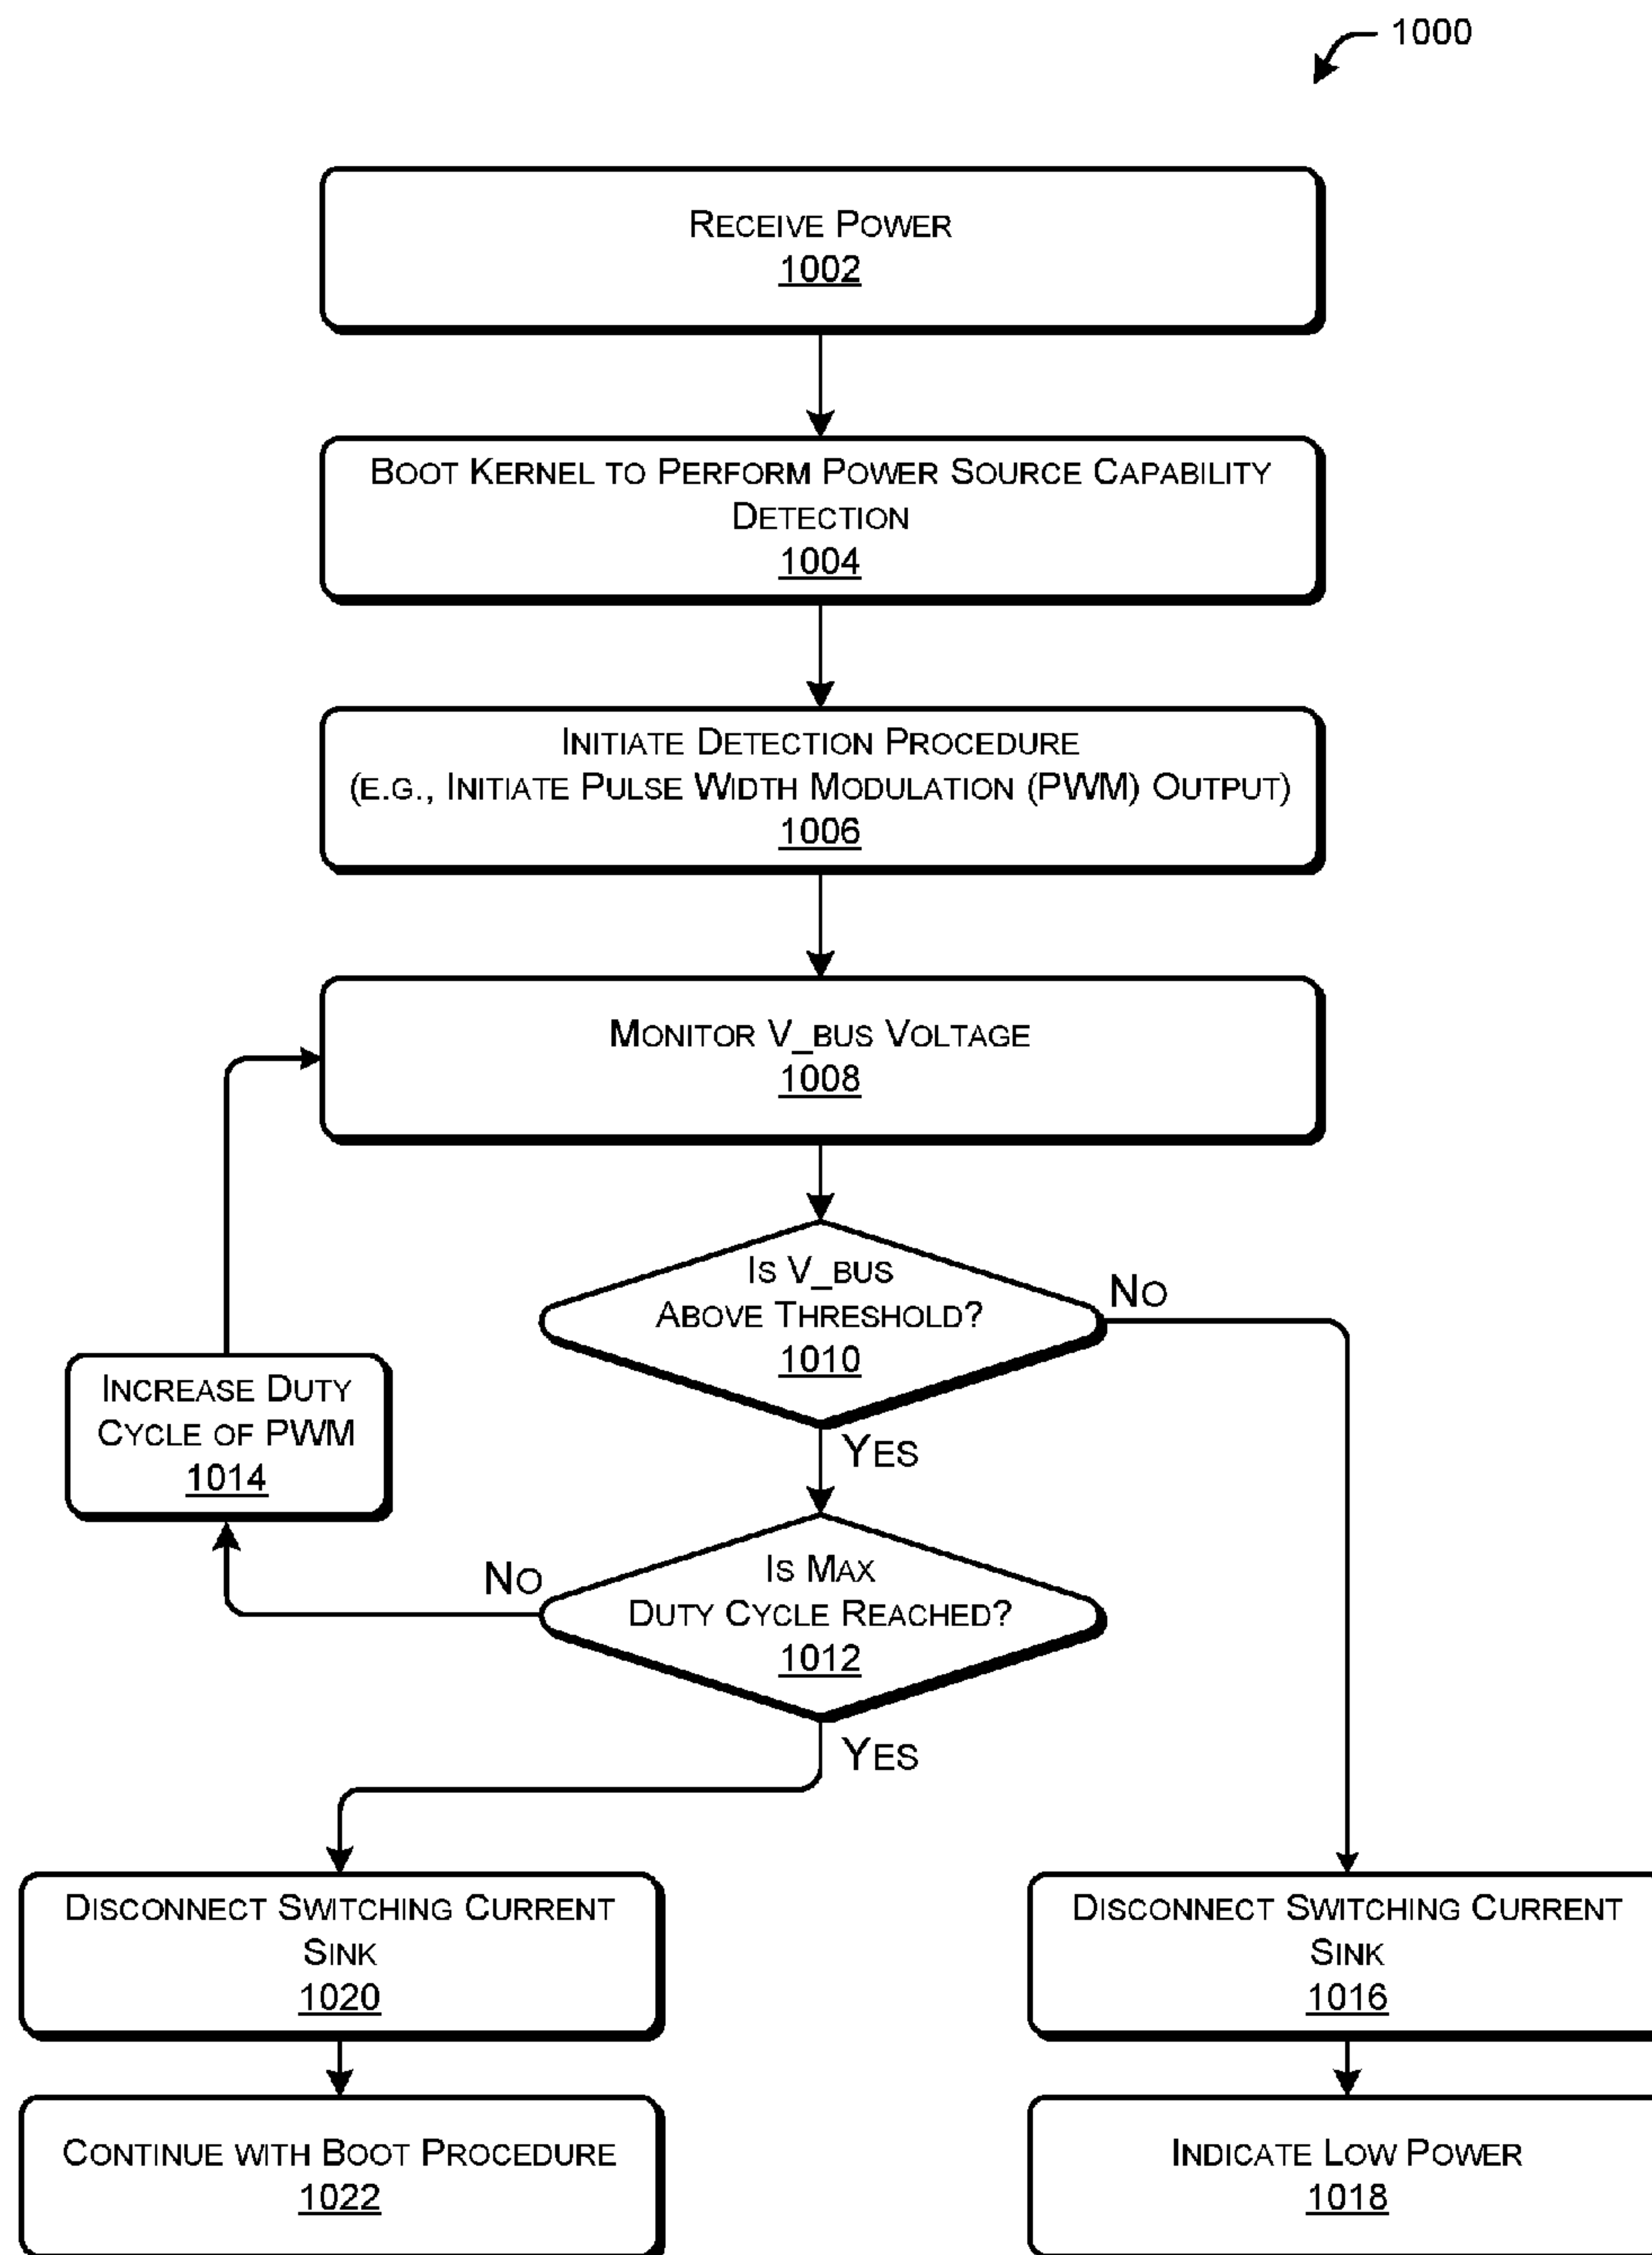 1000
RECEIVE POWER
1002
BOOT KERNEL TO PERFORM POWER SOURCE CAPABILITY
DETECTION
1004
INITIATE DETECTION PROCEDURE
(E.G., INITIATE PULSE WIDTH MODULATION (PWM) OUTPUT)
1006
MONITOR V_BUS VOLTAGE
1008
IS V_BUS
ABOVE THRESHOLD?
1010
NO
YES
INCREASE DUTY
CYCLE OF PWM
1014
IS MAX
DUTY CYCLE REACHED?
1012
NO
YES
DISCONNECT SWITCHING CURRENT
SINK
1020
DISCONNECT SWITCHING CURRENT
SINK
1016
CONTINUE WITH BOOT PROCEDURE
1022
INDICATE LOW POWER
1018